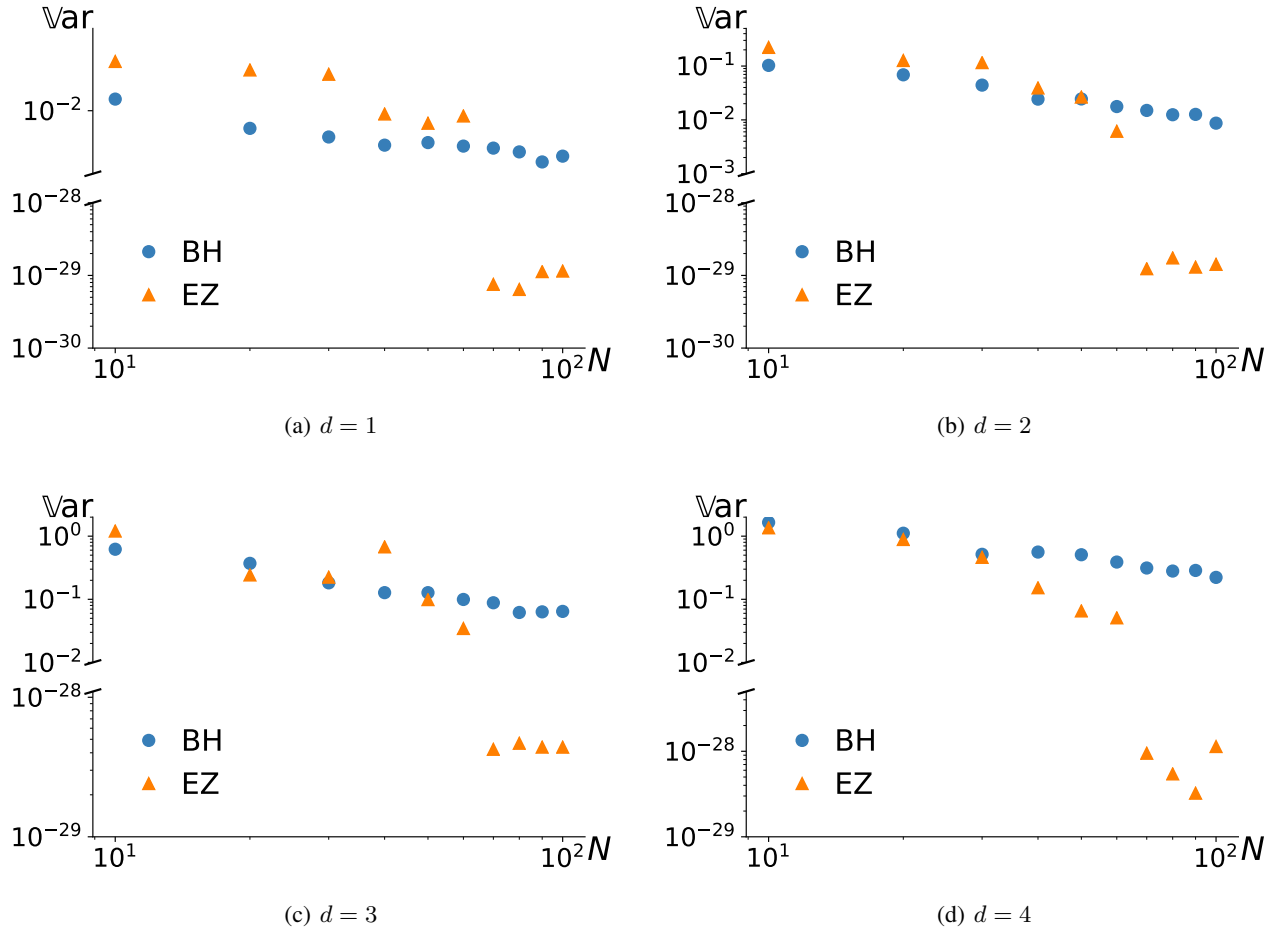 𝕍ar
10⁻²
10⁻²⁸
BH
10⁻²⁹
EZ
10⁻³⁰
10¹
10² N
(a) d = 1
𝕍ar
10⁻¹
10⁻²
10⁻³
10⁻²⁸
BH
10⁻²⁹
EZ
10⁻³⁰
10¹
10² N
(b) d = 2
𝕍ar
10⁰
10⁻¹
10⁻²
10⁻²⁸
BH
EZ
10⁻²⁹
10¹
10² N
(c) d = 3
𝕍ar
10⁰
10⁻¹
10⁻²
BH
10⁻²⁸
EZ
10⁻²⁹
10¹
10² N
(d) d = 4